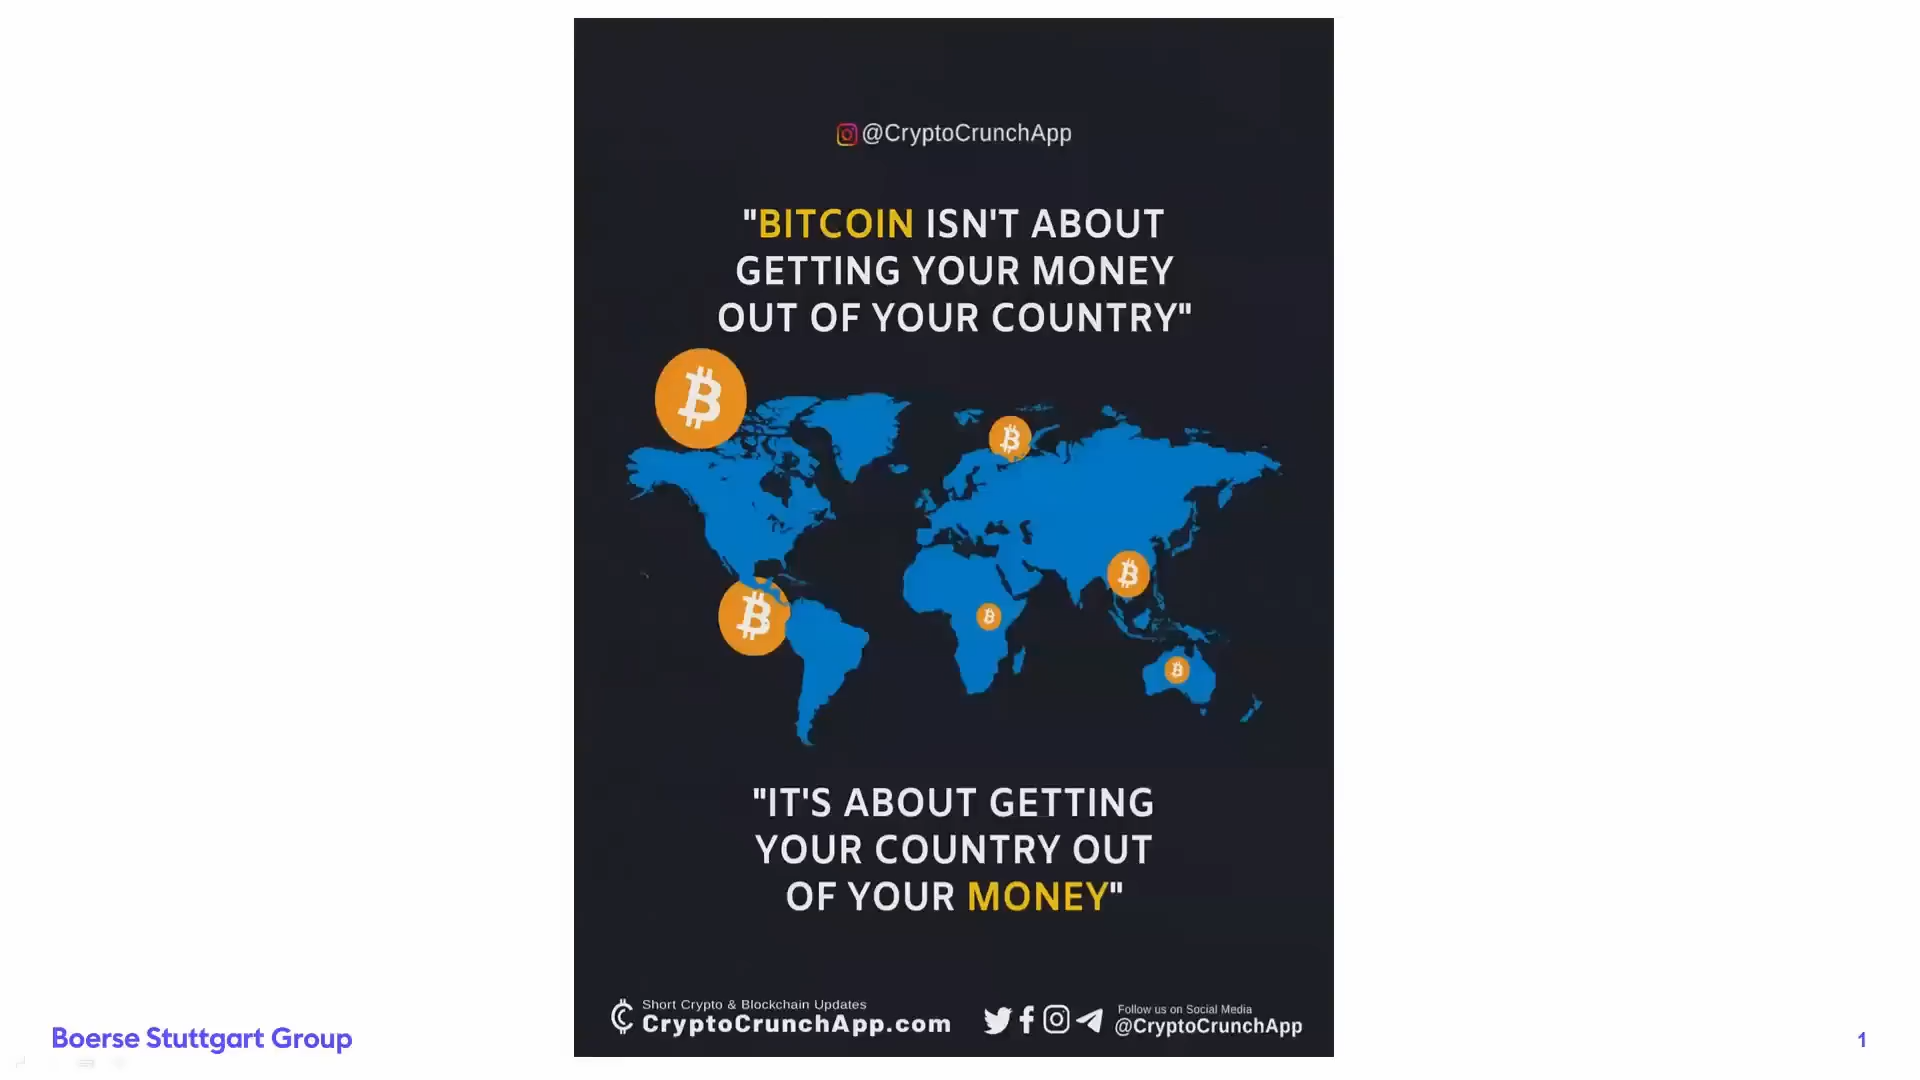 @CryptoCrunchApp
"BITCOIN ISN'T ABOUT
GETTING YOUR MONEY
OUT OF YOUR COUNTRY"
"IT'S ABOUT GETTING
YOUR COUNTRY OUT
OF YOUR MONEY"
Short Crypto & Blockchain Updates
CryptoCrunchApp.com
Follow us on Social Media
@CryptoCrunchApp
Boerse Stuttgart Group
1